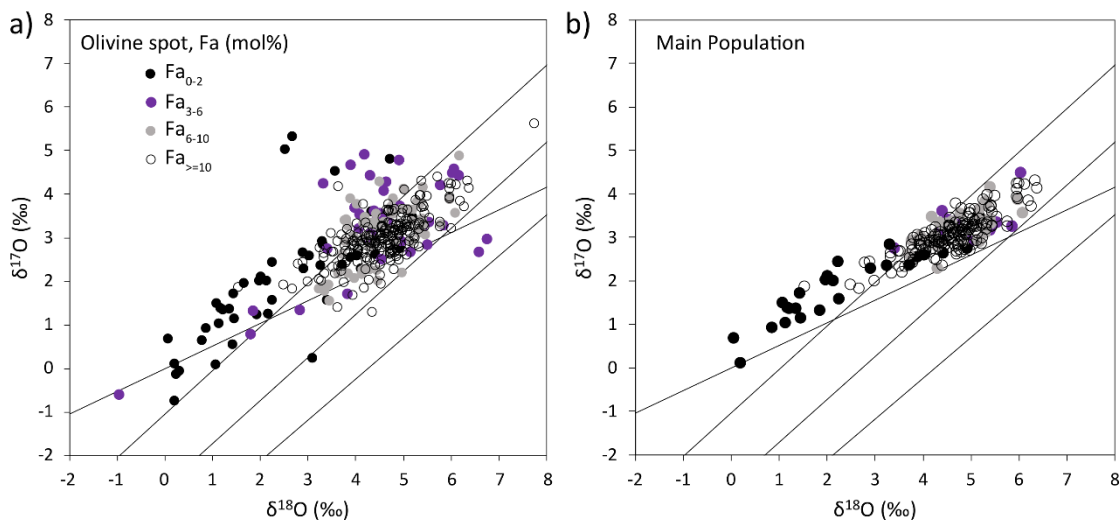 a)
Olivine spot, Fa (mol%)
Fa0-2
Fa3-6
Fa6-10
Fa>=10
8
7
6
5
4
3
2
1
0
-1
-2
δ17O (‰)
-2 -1 0 1 2 3 4 5 6 7 8
δ18O (‰)
b)
Main Population
8
7
6
5
4
3
2
1
0
-1
-2
δ17O (‰)
-2 -1 0 1 2 3 4 5 6 7 8
δ18O (‰)